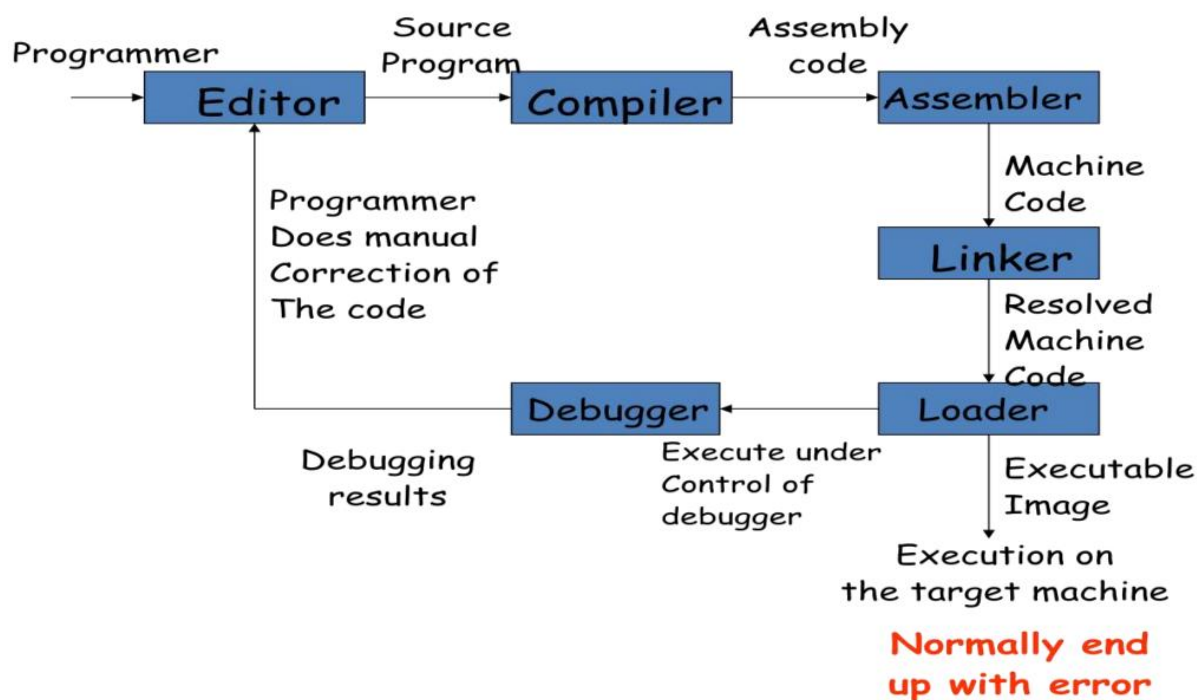 Programmer
Editor
Source
Program
Compiler
Assembly
code
Assembler
Machine
Code
Linker
Resolved
Machine
Code
Loader
Executable
Image
Execution on
the target machine
Normally end
up with error
Execute under
Control of
debugger
Debugger
Debugging
results
Programmer
Does manual
Correction of
The code